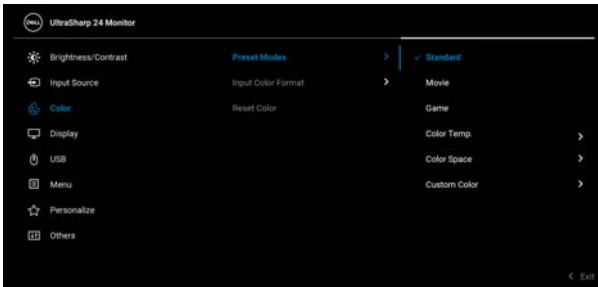 DELL UltraSharp 24 Monitor
Brightness/Contrast
Input Source
Color
Display
USB
Menu
Personalize
Others
Preset Modes
Input Color Format
Reset Color
Standard
Movie
Game
Color Temp.
Color Space
Custom Color
Exit